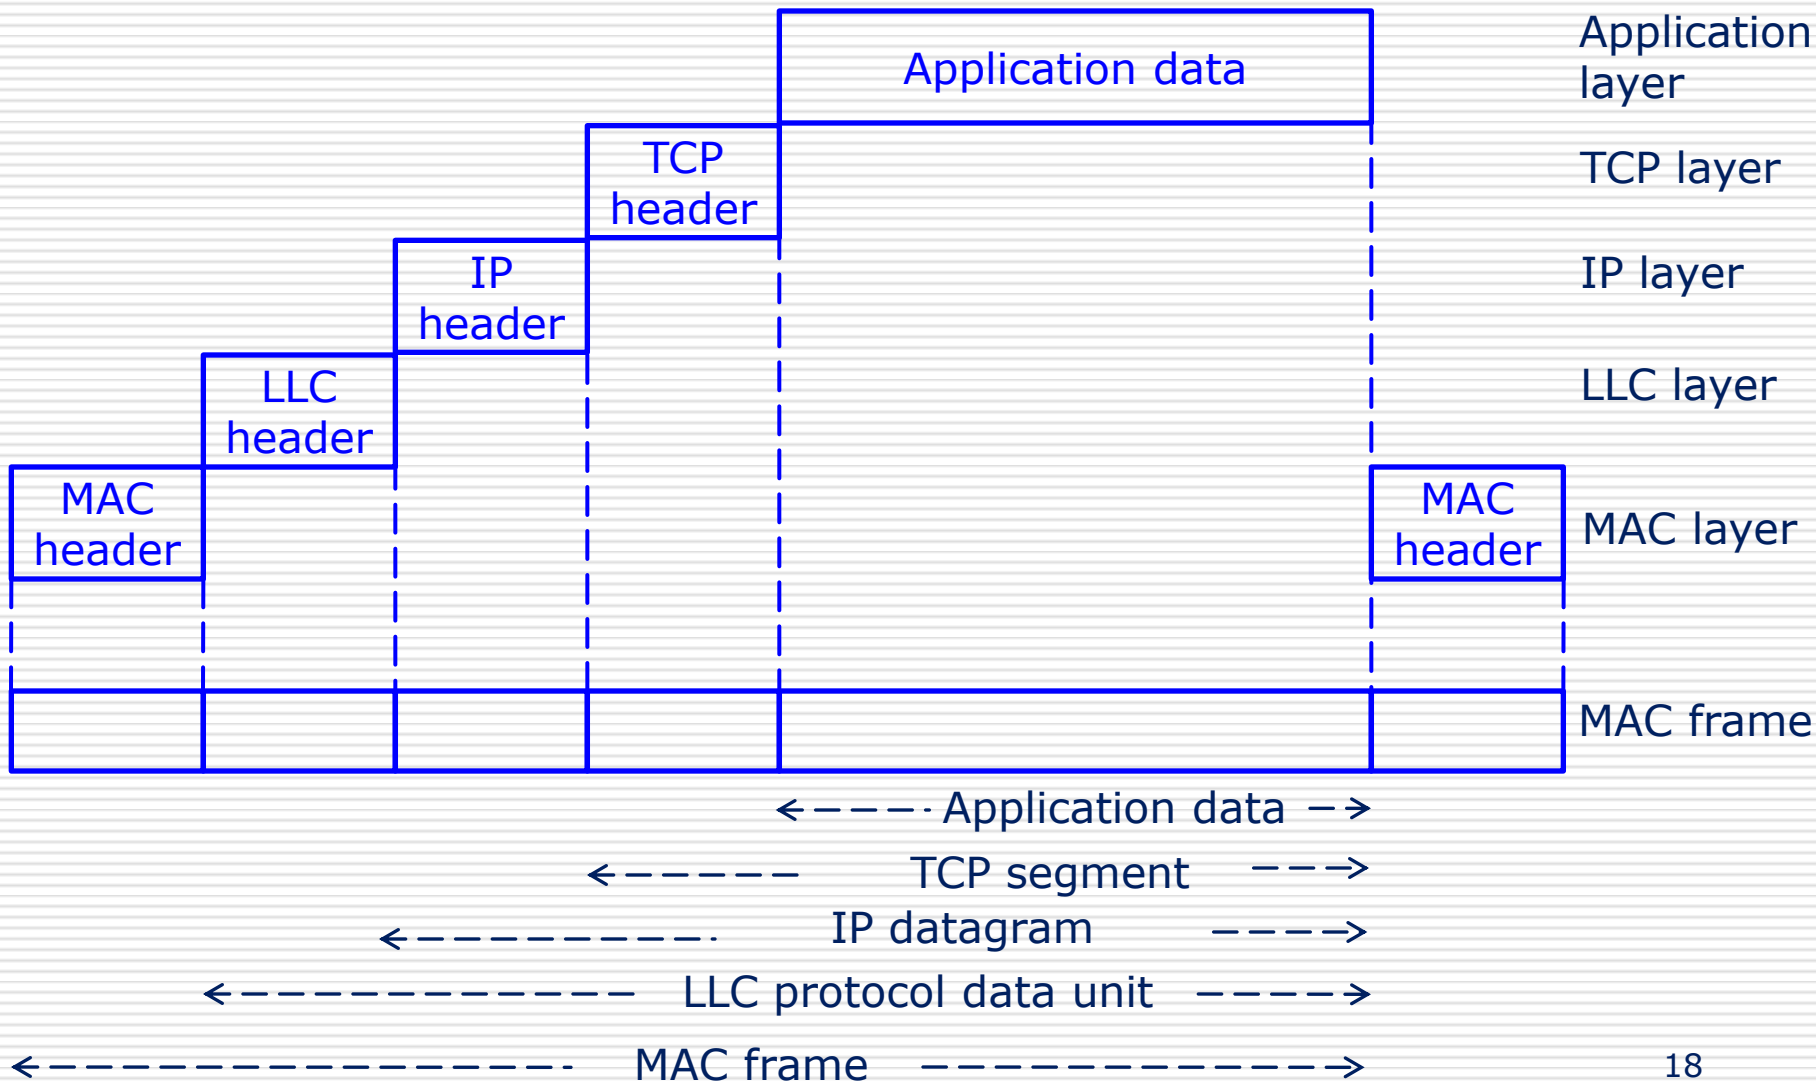 Application data
Application
layer
TCP
header
TCP layer
IP
header
IP layer
LLC
header
LLC layer
MAC
header
MAC
header
MAC layer
MAC frame
Application data
TCP segment
IP datagram
LLC protocol data unit
MAC frame
18